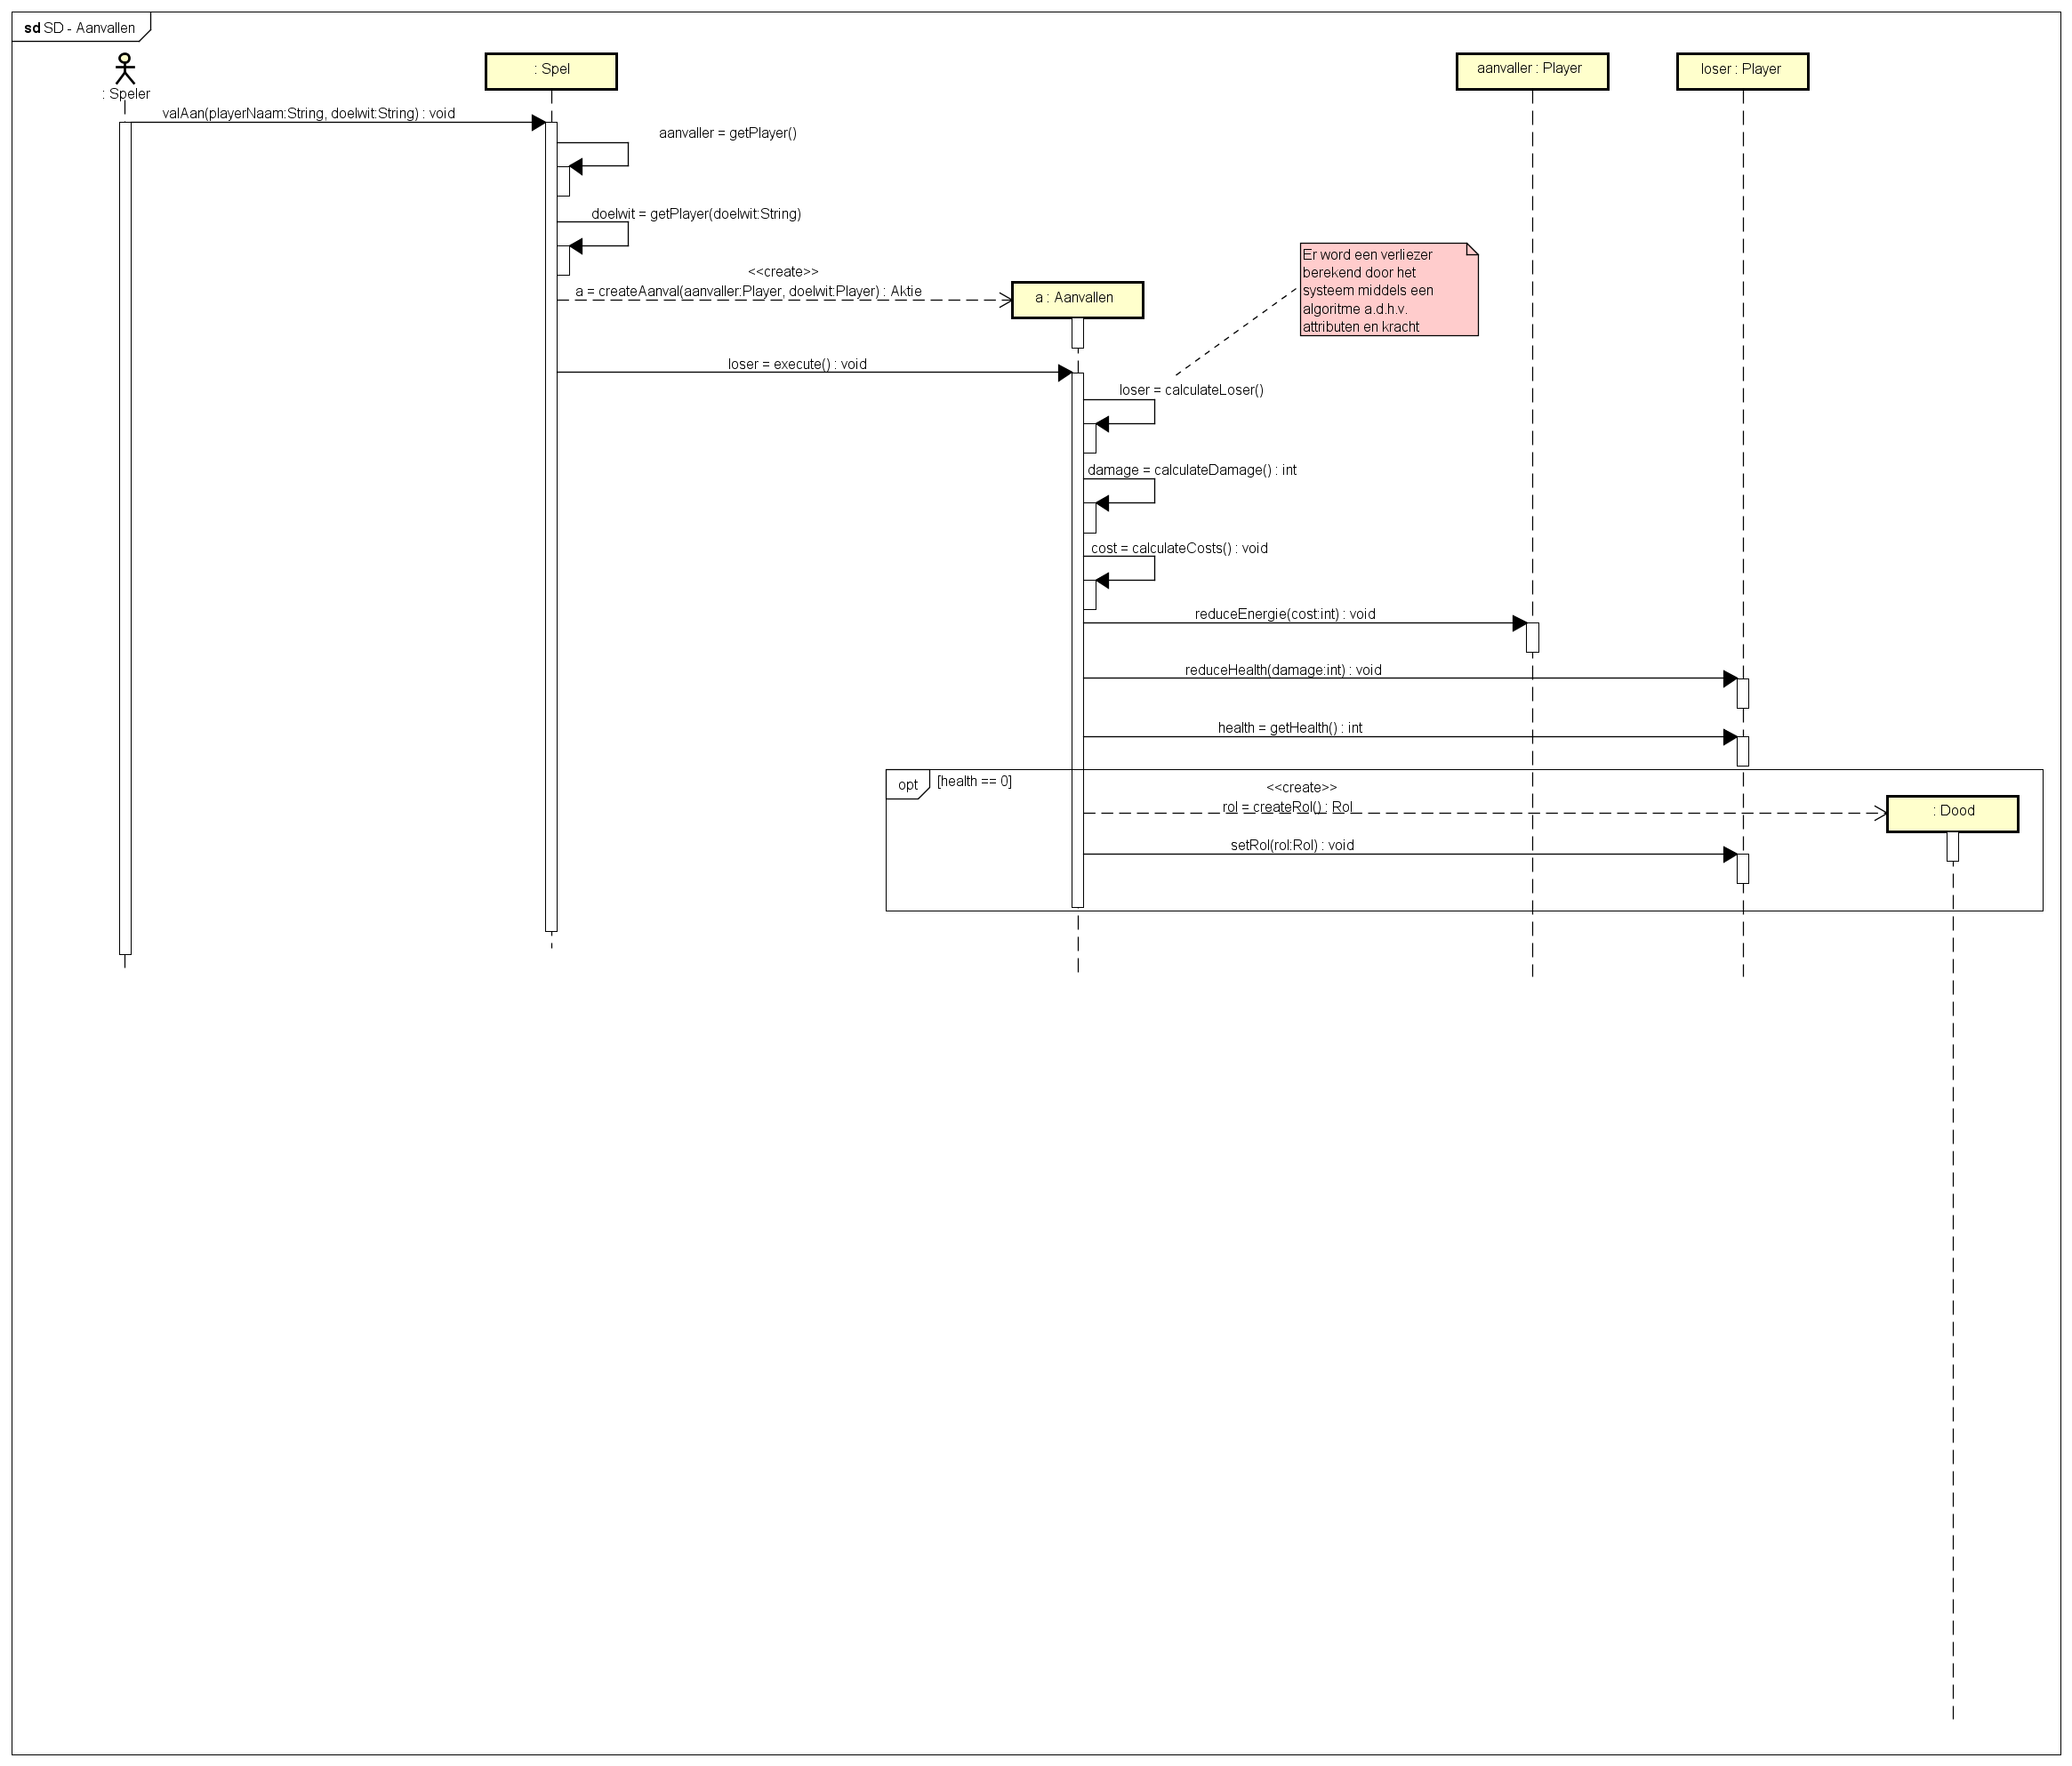 sd SD - Aanvallen
: Speler
: Spel
aanvaller : Player
loser : Player
valAan(playerNaam:String, doelwit:String) : void
aanvaller = getPlayer()
doelwit = getPlayer(doelwit:String)
<<create>>
a = createAanval(aanvaller:Player, doelwit:Player) : Aktie
a : Aanvallen
Er word een verliezer
berekend door het
systeem middels een
algoritme a.d.h.v.
attributen en kracht
loser = execute() : void
loser = calculateLoser()
damage = calculateDamage() : int
cost = calculateCosts() : void
reduceEnergie(cost:int) : void
reduceHealth(damage:int) : void
health = getHealth() : int
opt [health == 0]
<<create>>
rol = createRol() : Rol
: Dood
setRol(rol:Rol) : void